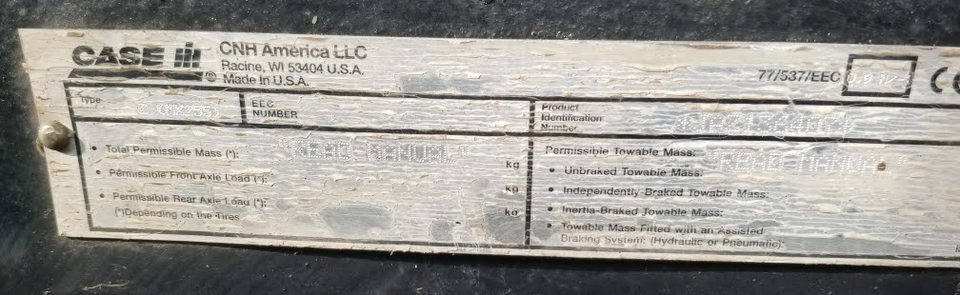 CASE III
CNH America LLC
Racine, WI 53404 U.S.A.
© Made In U.S.A.
77/537/EEC
Type
EEC
NUMBER
Product
Identification
Number
• Total Permissible Mass (*): "READ MANUAL" kg
• Permissible Front Axle Load (*): kg
• Permissible Rear Axle Load (*): kg
(*)Depending on the Tires
Permissible Towable Mass: "READ MANUAL"
• Unbraked Towable Mass:
• Independently-Braked Towable Mass:
• Inertia-Braked Towable Mass:
• Towable Mass Fitted with an Assisted
Braking System: (Hydraulic or Pneumatic):